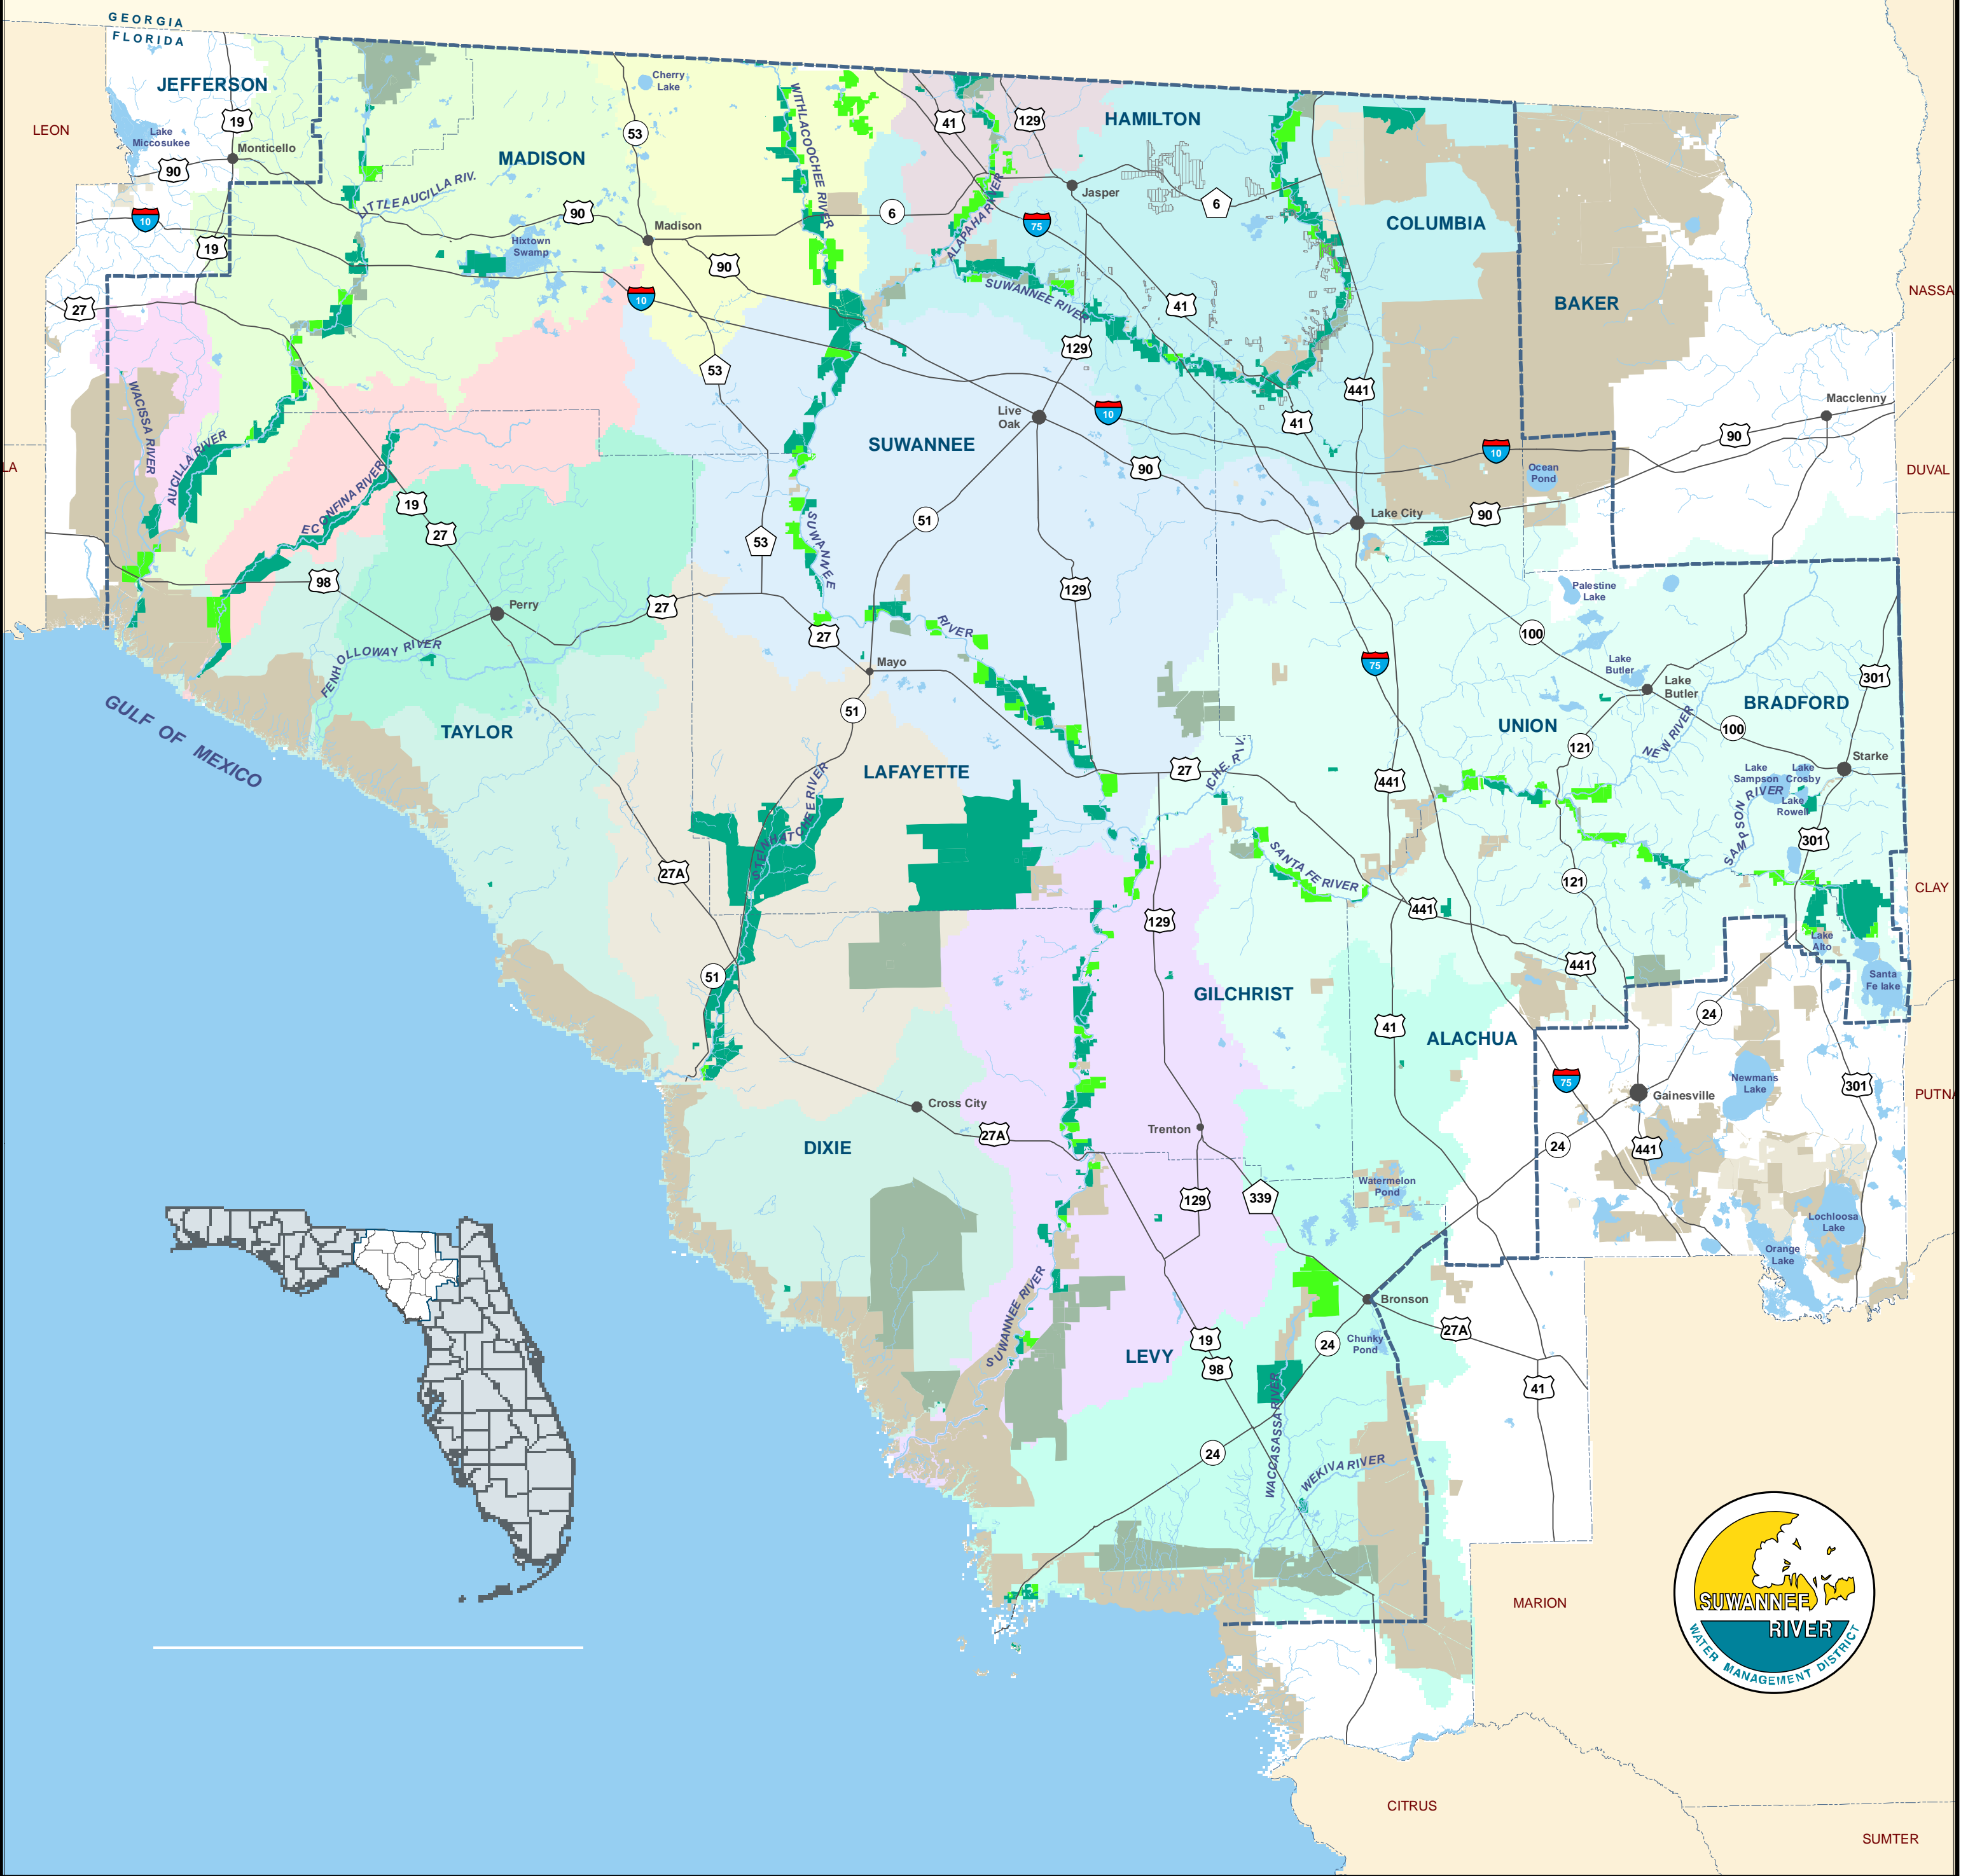 GEORGIA
FLORIDA
JEFFERSON
LEON
19
Lake
Miccosukee
Monticello
90
10
19
27
LA
MADISON
LITTLE AUCILLA RIV.
90
Hixtown
Swamp
53
Cherry
Lake
Madison
90
10
53
WITHLACOOCHEE RIVER
6
41
129
HAMILTON
Jasper
6
ALAPAHA RIVER
75
SUWANNEE RIVER
41
129
COLUMBIA
BAKER
NASSA
441
41
10
Live
Oak
SUWANNEE
90
51
Lake City
90
10
Ocean
Pond
90
Macclenny
DUVAL
WACISSA RIVER
AUCILLA RIVER
ECONFINA RIVER
19
27
98
Perry
27
53
SUWANNEE
RIVER
27
129
FENHOLLOWAY RIVER
Mayo
51
TAYLOR
LAFAYETTE
GULF OF MEXICO
STEINHATCHEE RIVER
27A
51
27
ICHE. RIV.
SANTA FE RIVER
441
441
441
75
100
Palestine
Lake
Lake
Butler
Lake
Butler
UNION
121
NEW RIVER
BRADFORD
301
100
Starke
Lake
Sampson
Lake
Crosby
Lake
Rowell
SAMPSON RIVER
301
121
CLAY
Lake
Alto
Santa
Fe lake
129
GILCHRIST
41
ALACHUA
24
75
Gainesville
Newmans
Lake
301
PUTNA
24
441
Lochloosa
Lake
Orange
Lake
Cross City
27A
DIXIE
Trenton
129
339
Watermelon
Pond
SUWANNEE RIVER
Bronson
27A
24
Chunky
Pond
LEVY
19
98
41
24
WACCASASSA RIVER
WEKIVA RIVER
MARION
SUWANNEE
RIVER
WATER MANAGEMENT DISTRICT
CITRUS
SUMTER